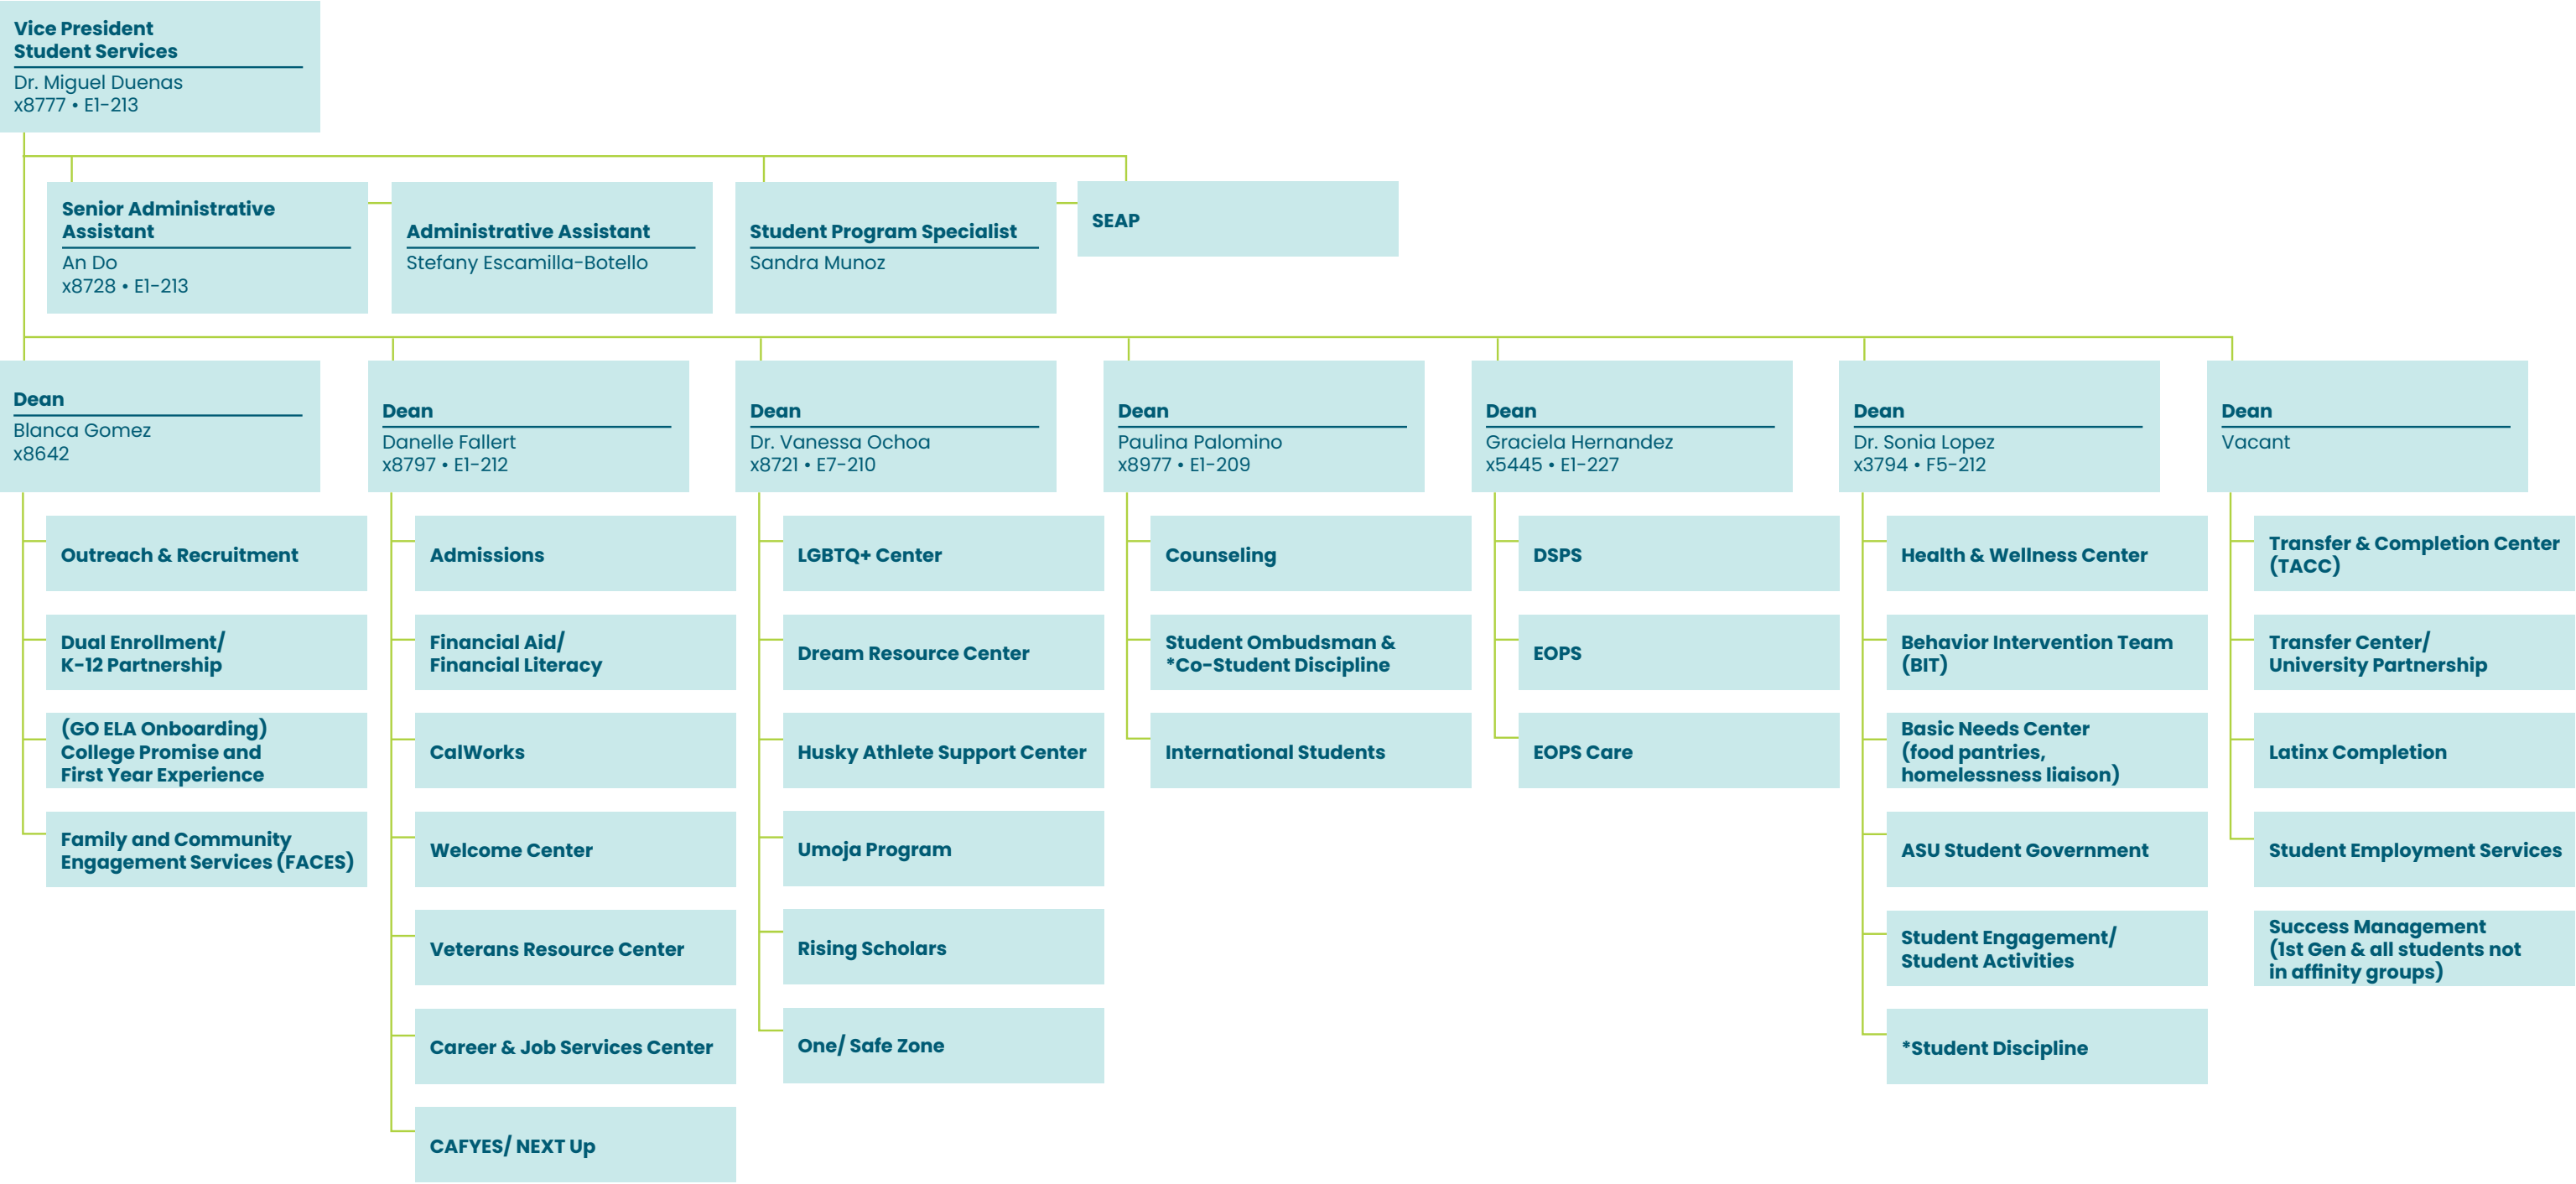 Vice President
Student Services
Dr. Miguel Duenas
x8777 • E1-213
Senior Administrative
Assistant
An Do
x8728 • E1-213
Administrative Assistant
Stefany Escamilla-Botello
Student Program Specialist
Sandra Munoz
SEAP
Dean
Blanca Gomez
x8642
Outreach & Recruitment
Dual Enrollment/
K-12 Partnership
(GO ELA Onboarding)
College Promise and
First Year Experience
Family and Community
Engagement Services (FACES)
Dean
Danelle Fallert
x8797 • E1-212
Admissions
Financial Aid/
Financial Literacy
CalWorks
Welcome Center
Veterans Resource Center
Career & Job Services Center
CAFYES/ NEXT Up
Dean
Dr. Vanessa Ochoa
x8721 • E7-210
LGBTQ+ Center
Dream Resource Center
Husky Athlete Support Center
Umoja Program
Rising Scholars
One/ Safe Zone
Dean
Paulina Palomino
x8977 • E1-209
Counseling
Student Ombudsman &
*Co-Student Discipline
International Students
Dean
Graciela Hernandez
x5445 • E1-227
DSPS
EOPS
EOPS Care
Dean
Dr. Sonia Lopez
x3794 • F5-212
Health & Wellness Center
Behavior Intervention Team
(BIT)
Basic Needs Center
(food pantries,
homelessness liaison)
ASU Student Government
Student Engagement/
Student Activities
*Student Discipline
Dean
Vacant
Transfer & Completion Center
(TACC)
Transfer Center/
University Partnership
Latinx Completion
Student Employment Services
Success Management
(1st Gen & all students not
in affinity groups)